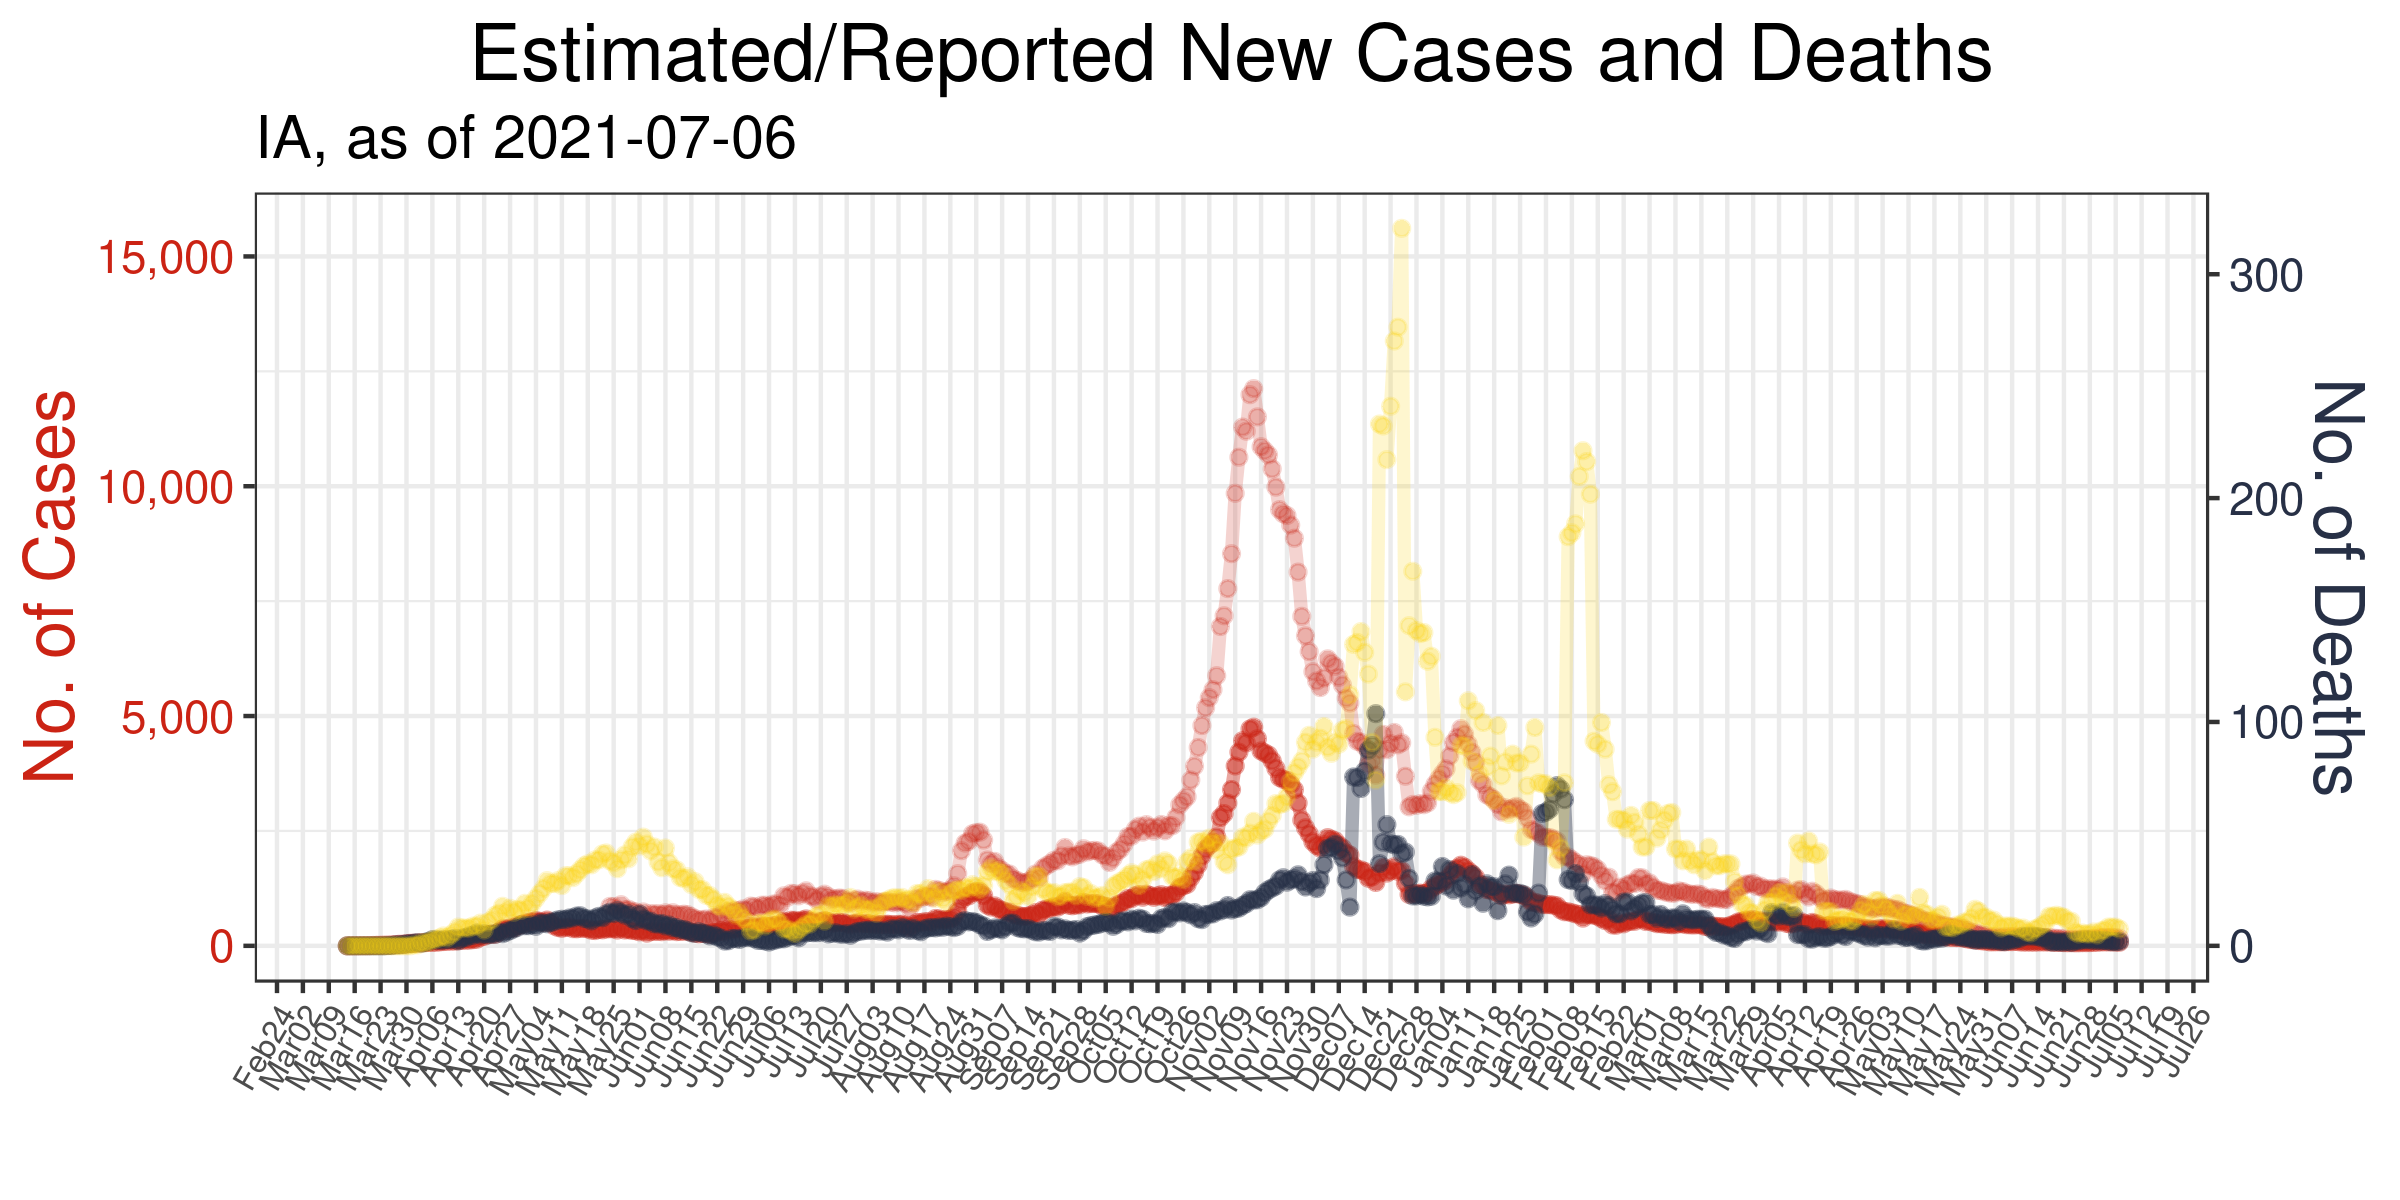 Estimated/Reported New Cases and Deaths
IA, as of 2021-07-06
No. of Cases
15,000
10,000
5,000
0
No. of Deaths
300
200
100
0
Feb24
Mar02
Mar09
Mar16
Mar23
Mar30
Apr06
Apr13
Apr20
Apr27
May04
May11
May18
May25
Jun01
Jun08
Jun15
Jun22
Jun29
Jul06
Jul13
Jul20
Jul27
Aug03
Aug10
Aug17
Aug24
Aug31
Sep07
Sep14
Sep21
Sep28
Oct05
Oct12
Oct19
Oct26
Nov02
Nov09
Nov16
Nov23
Nov30
Dec07
Dec14
Dec21
Dec28
Jan04
Jan11
Jan18
Jan25
Feb01
Feb08
Feb15
Feb22
Mar01
Mar08
Mar15
Mar22
Mar29
Apr05
Apr12
Apr19
Apr26
May03
May10
May17
May24
May31
Jun07
Jun14
Jun21
Jun28
Jul05
Jul12
Jul19
Jul26